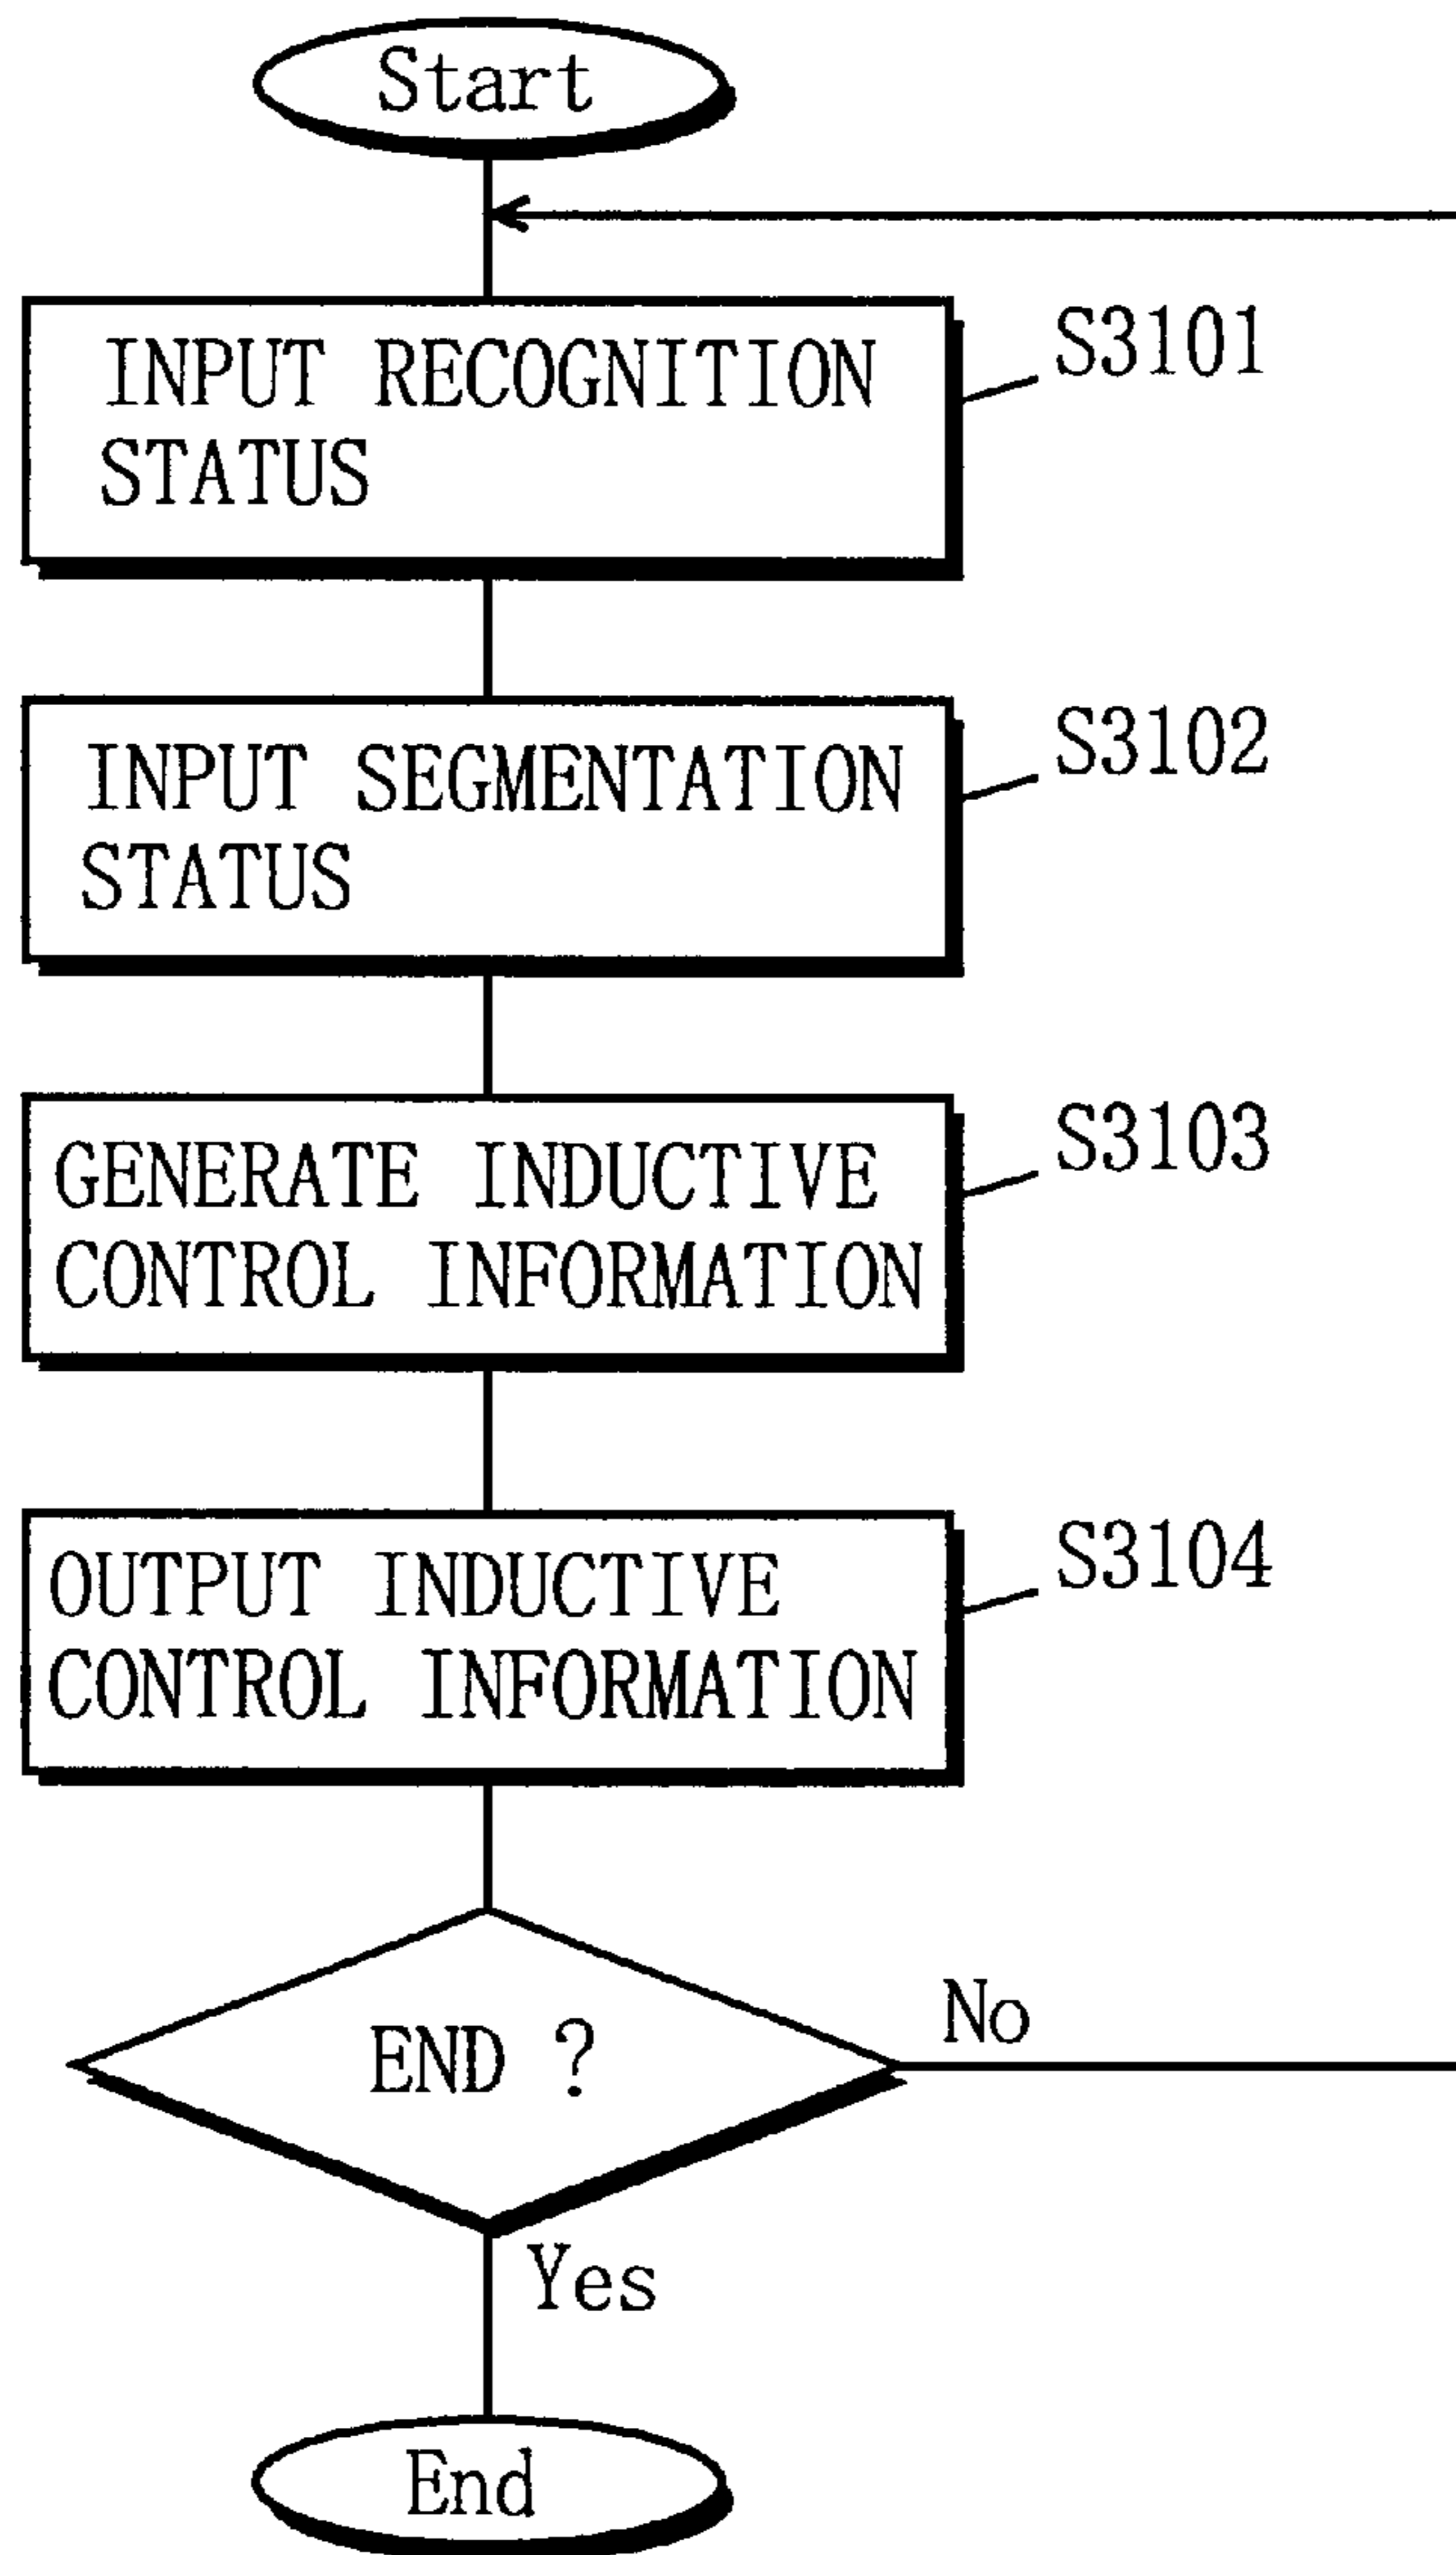 Start
INPUT RECOGNITION
STATUS
S3101
INPUT SEGMENTATION
STATUS
S3102
GENERATE INDUCTIVE
CONTROL INFORMATION
S3103
OUTPUT INDUCTIVE
CONTROL INFORMATION
S3104
END ?
No
Yes
End